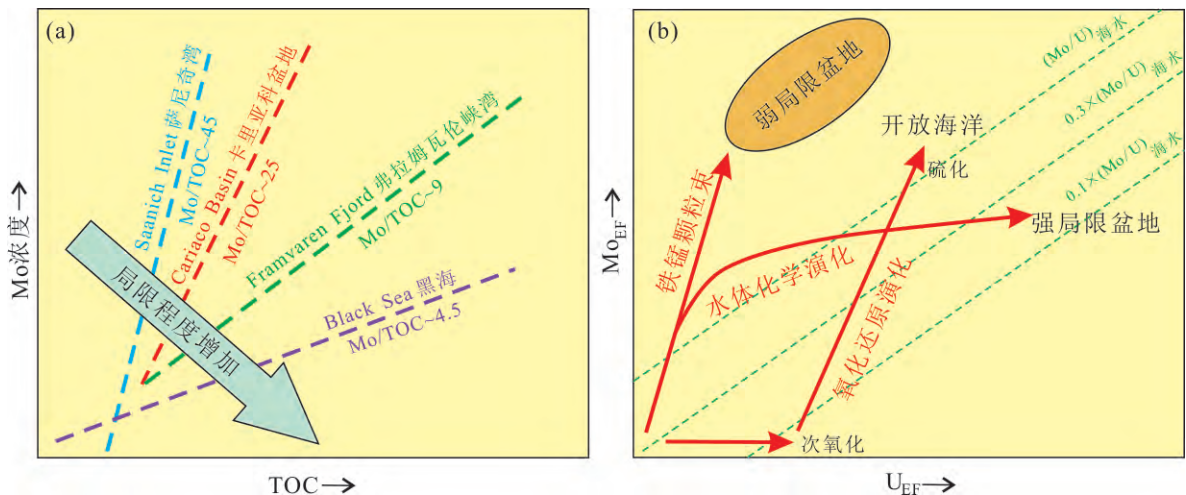 (a)
Mo浓度→
TOC→
Saanich Inlet 萨尼奇湾
Mo/TOC~45
Cariaco Basin 卡里亚科盆地
Mo/TOC~25
Framvaren Fjord 弗拉姆瓦伦峡湾
Mo/TOC~9
Black Sea 黑海
Mo/TOC~4.5
局限程度增加
(b)
MoEF→
UEF→
弱局限盆地
(Mo/U)海水
0.3×(Mo/U)海水
0.1×(Mo/U)海水
开放海洋
硫化
强局限盆地
铁锰颗粒束
水体化学演化
氧化还原演化
次氧化